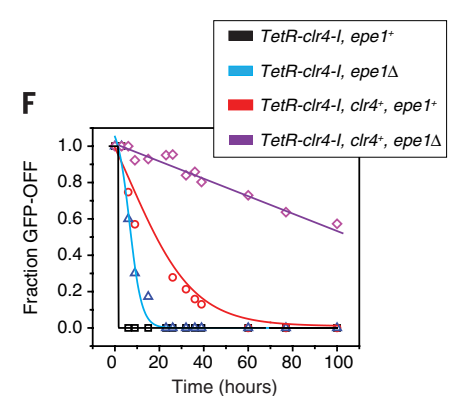 TetR-clr4-I, epe1⁺
TetR-clr4-I, epe1Δ
TetR-clr4-I, clr4⁺, epe1⁺
TetR-clr4-I, clr4⁺, epe1Δ
F
Fraction GFP-OFF
1.0
0.8
0.6
0.4
0.2
0.0
0 20 40 60 80 100
Time (hours)